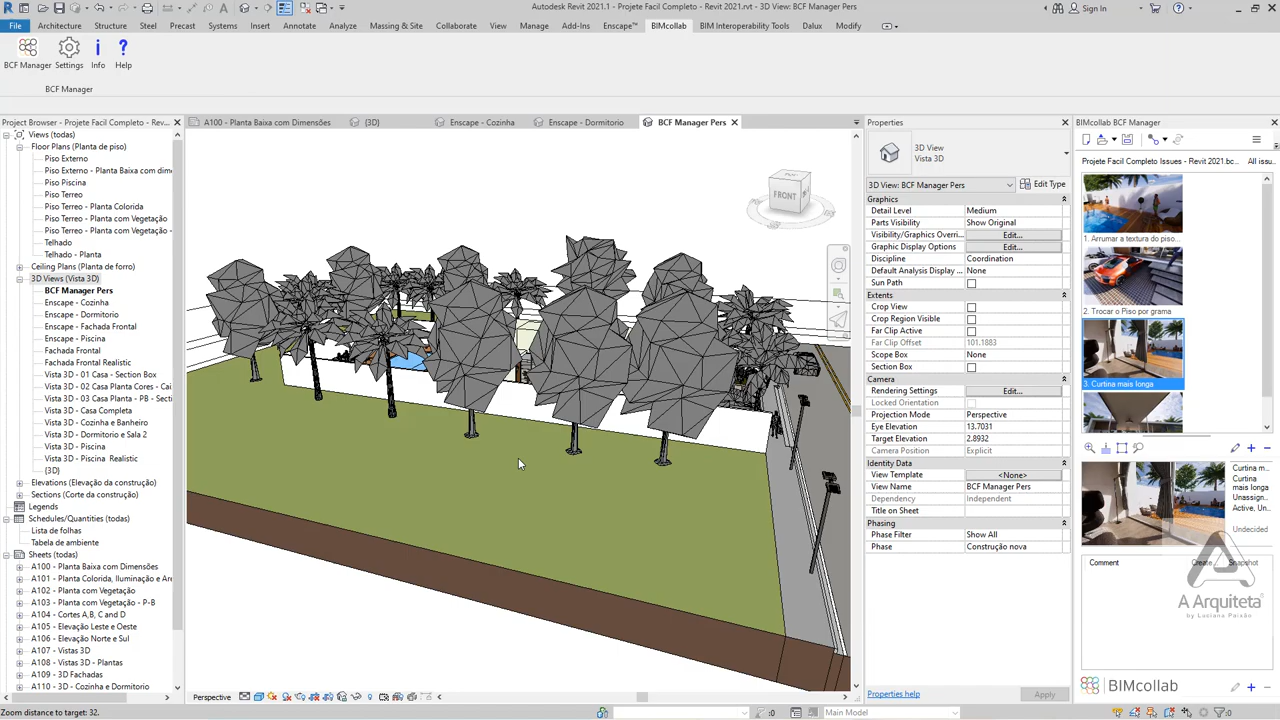 Autodesk Revit 2021.1 - Projete Facil Completo - Revit 2021.rvt - 3D View: BCF Manager Pers
Sign In
File Architecture Structure Steel Precast Systems Insert Annotate Analyze Massing & Site Collaborate View Manage Add-Ins Enscape™ BIMcollab BIM Interoperability Tools Dalux Modify
BCF Manager Settings Info Help
BCF Manager
Project Browser - Projete Facil Completo - Rev...
Views (todas)
Floor Plans (Planta de piso)
Piso Externo
Piso Externo - Planta Baixa com dime
Piso Piscina
Piso Terreo
Piso Terreo - Planta Colorida
Piso Terreo - Planta com Vegetação
Piso Terreo - Planta com Vegetação -
Telhado
Telhado - Planta
Ceiling Plans (Planta de forro)
3D Views (Vista 3D)
BCF Manager Pers
Enscape - Cozinha
Enscape - Dormitorio
Enscape - Fachada Frontal
Enscape - Piscina
Fachada Frontal
Fachada Frontal Realistic
Vista 3D - 01 Casa - Section Box
Vista 3D - 02 Casa Planta Cores - Cai
Vista 3D - 03 Casa Planta - PB - Sect
Vista 3D - Casa Completa
Vista 3D - Cozinha e Banheiro
Vista 3D - Dormitorio e Sala 2
Vista 3D - Piscina
Vista 3D - Piscina Realistic
{3D}
Elevations (Elevação da construção)
Sections (Corte da construção)
Legends
Schedules/Quantities (todas)
Lista de folhas
Tabela de ambiente
Sheets (todas)
A100 - Planta Baixa com Dimensões
A101 - Planta Colorida, Iluminação e Are
A102 - Planta com Vegetação
A103 - Planta com Vegetação - P-B
A104 - Cortes A,B, C and D
A105 - Elevação Leste e Oeste
A106 - Elevação Norte e Sul
A107 - Vistas 3D
A108 - Vistas 3D - Plantas
A109 - 3D Fachadas
A110 - 3D - Cozinha e Dormitorio
A100 - Planta Baixa com Dimensões
{3D}
Enscape - Cozinha
Enscape - Dormitorio
BCF Manager Pers
FRONT
Perspective
Properties
3D View
Vista 3D
3D View: BCF Manager Pers
Edit Type
Graphics
Detail Level Medium
Parts Visibility Show Original
Visibility/Graphics Overri... Edit...
Graphic Display Options Edit...
Discipline Coordination
Default Analysis Display ... None
Sun Path
Extents
Crop View
Crop Region Visible
Far Clip Active
Far Clip Offset 101.1883
Scope Box None
Section Box
Camera
Rendering Settings Edit...
Locked Orientation
Projection Mode Perspective
Eye Elevation 13.7031
Target Elevation 2.8932
Camera Position Explicit
Identity Data
View Template <None>
View Name BCF Manager Pers
Dependency Independent
Title on Sheet
Phasing
Phase Filter Show All
Phase Construção nova
Properties help
Apply
BIMcollab BCF Manager
Projete Facil Completo Issues - Revit 2021.bc... All issu...
1. Arrumar a textura do piso...
2. Trocar o Piso por grama
3. Curtina mais longa
Curtina m...
Curtina
mais longa
Unassign...
Active, Un...
Undecided
Comment Create Snapshot
A Arquiteta
by Luciana Paixão
BIMcollab
Zoom distance to target: 32.
:0
Main Model
:0